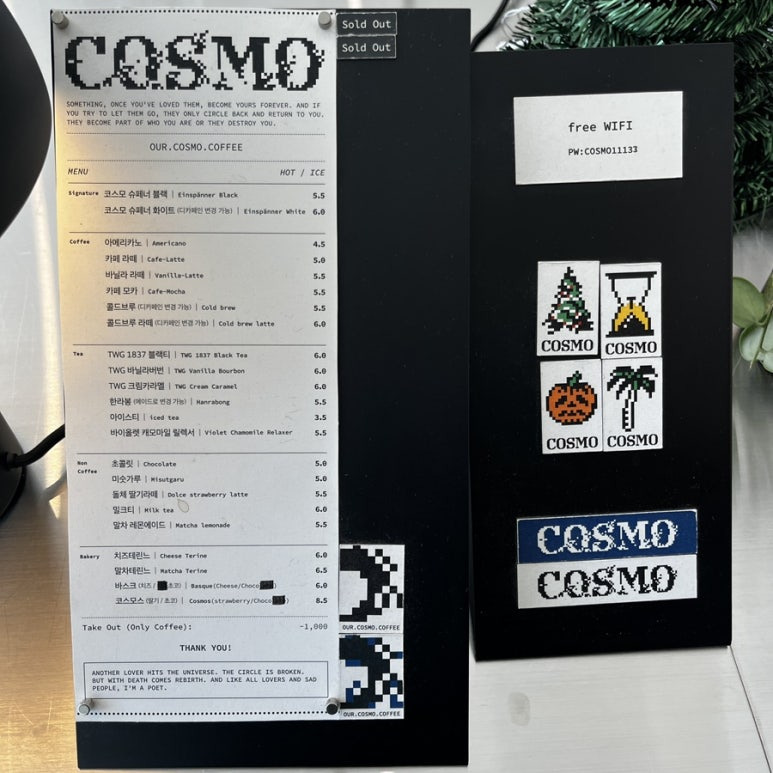 COSMO
SOMETHING, ONCE YOU'VE LOVED THEM, BECOME YOURS FOREVER. AND IF
YOU TRY TO LET THEM GO, THEY ONLY CIRCLE BACK AND RETURN TO YOU.
THEY BECOME PART OF WHO YOU ARE OR THEY DESTROY YOU.
OUR.COSMO.COFFEE
MENU HOT / ICE
Signature 코스모 슈페너 블랙 | Einspänner Black 5.5
코스모 슈페너 화이트 (디카페인 변경 가능) | Einspänner White 6.0
Coffee 아메리카노 | Americano 4.5
카페 라떼 | Cafe-Latte 5.0
바닐라 라떼 | Vanilla-Latte 5.5
카페 모카 | Cafe-Mocha 5.5
콜드브루 (디카페인 변경 가능) | Cold brew 5.5
콜드브루 라떼 (디카페인 변경 가능) | Cold brew latte 6.0
Tea TWG 1837 블랙티 | TWG 1837 Black Tea 6.0
TWG 바닐라버번 | TWG Vanilla Bourbon 6.0
TWG 크림카라멜 | TWG Cream Caramel 6.0
한라봉 (에이드로 변경 가능) | Hanrabong 5.5
아이스티 | iced tea 3.5
바이올렛 캐모마일 릴렉서 | Violet Chamomile Relaxer 5.5
Non Coffee 초콜릿 | Chocolate 5.0
미숫가루 | Misutgaru 5.0
돌체 딸기라떼 | Dolce strawberry latte 5.5
밀크티 | Milk tea 6.0
말차 레몬에이드 | Matcha lemonade 5.5
Bakery 치즈테린느 | Cheese Terine 6.0
말차테린느 | Matcha Terine 6.5
바스크 (치즈 / 초코) | Basque(Cheese/Choco 6.0
코스모스 (딸기 / 초코) | Cosmos(strawberry/Choco 8.5
Take Out (Only Coffee): -1,000
THANK YOU!
ANOTHER LOVER HITS THE UNIVERSE. THE CIRCLE IS BROKEN.
BUT WITH DEATH COMES REBIRTH. AND LIKE ALL LOVERS AND SAD
PEOPLE, I'M A POET.
Sold Out
Sold Out
OUR.COSMO.COFFEE
OUR.COSMO.COFFEE
free WIFI
PW:COSMO11133
COSMO
COSMO
COSMO
COSMO
COSMO
COSMO